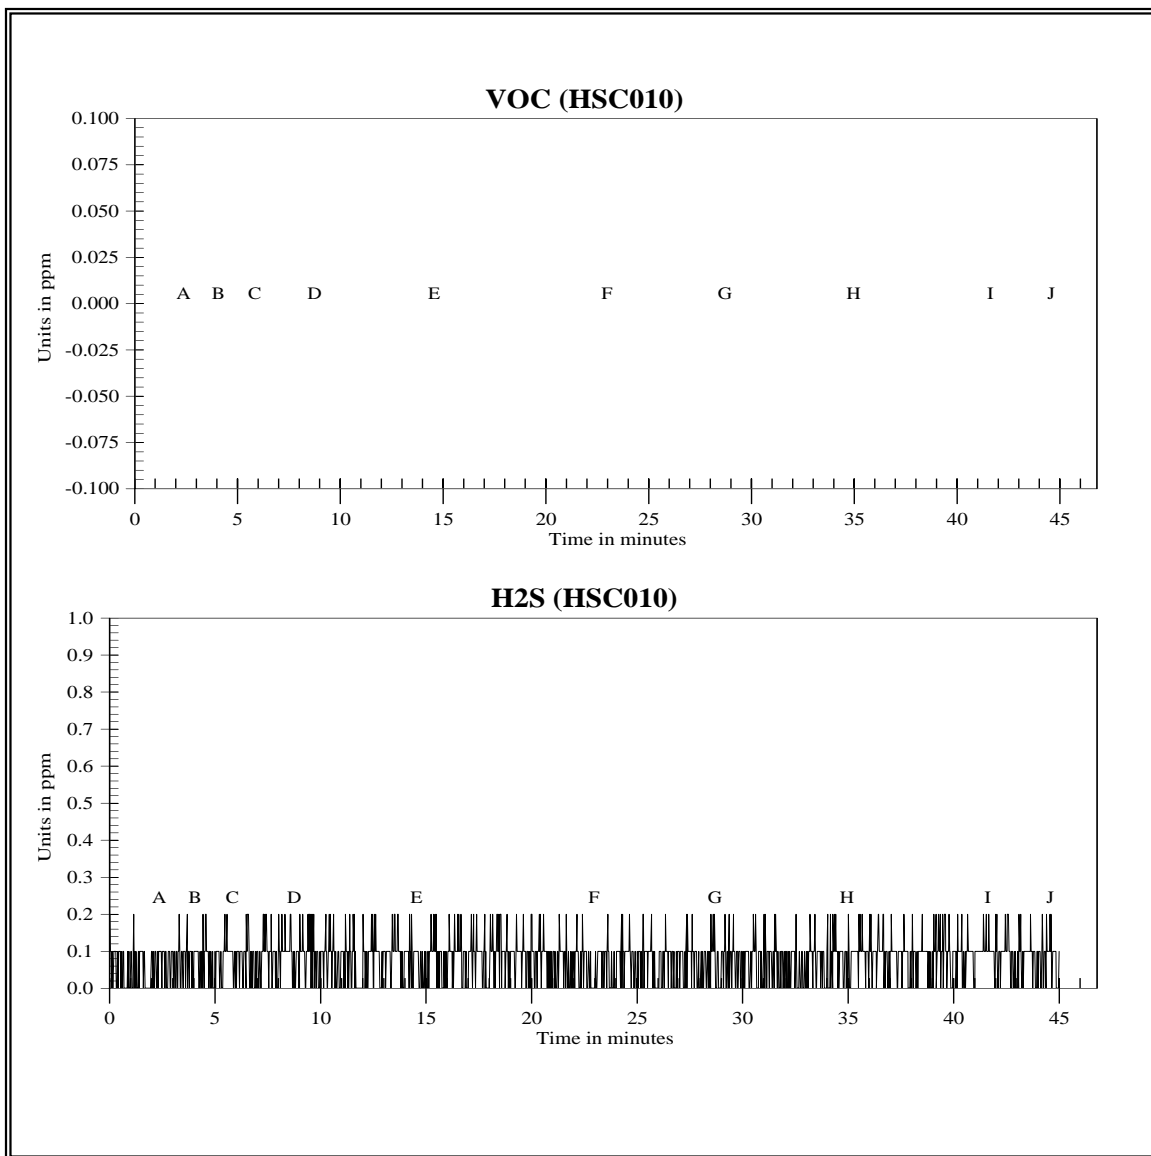 VOC (HSC010)
0.100
0.075
0.050
0.025
0.000
-0.025
-0.050
-0.075
-0.100
Units in ppm
A B C D E F G H I J
0 5 10 15 20 25 30 35 40 45
Time in minutes
H2S (HSC010)
1.0
0.9
0.8
0.7
0.6
0.5
0.4
0.3
0.2
0.1
0.0
Units in ppm
A B C D E F G H I J
0 5 10 15 20 25 30 35 40 45
Time in minutes